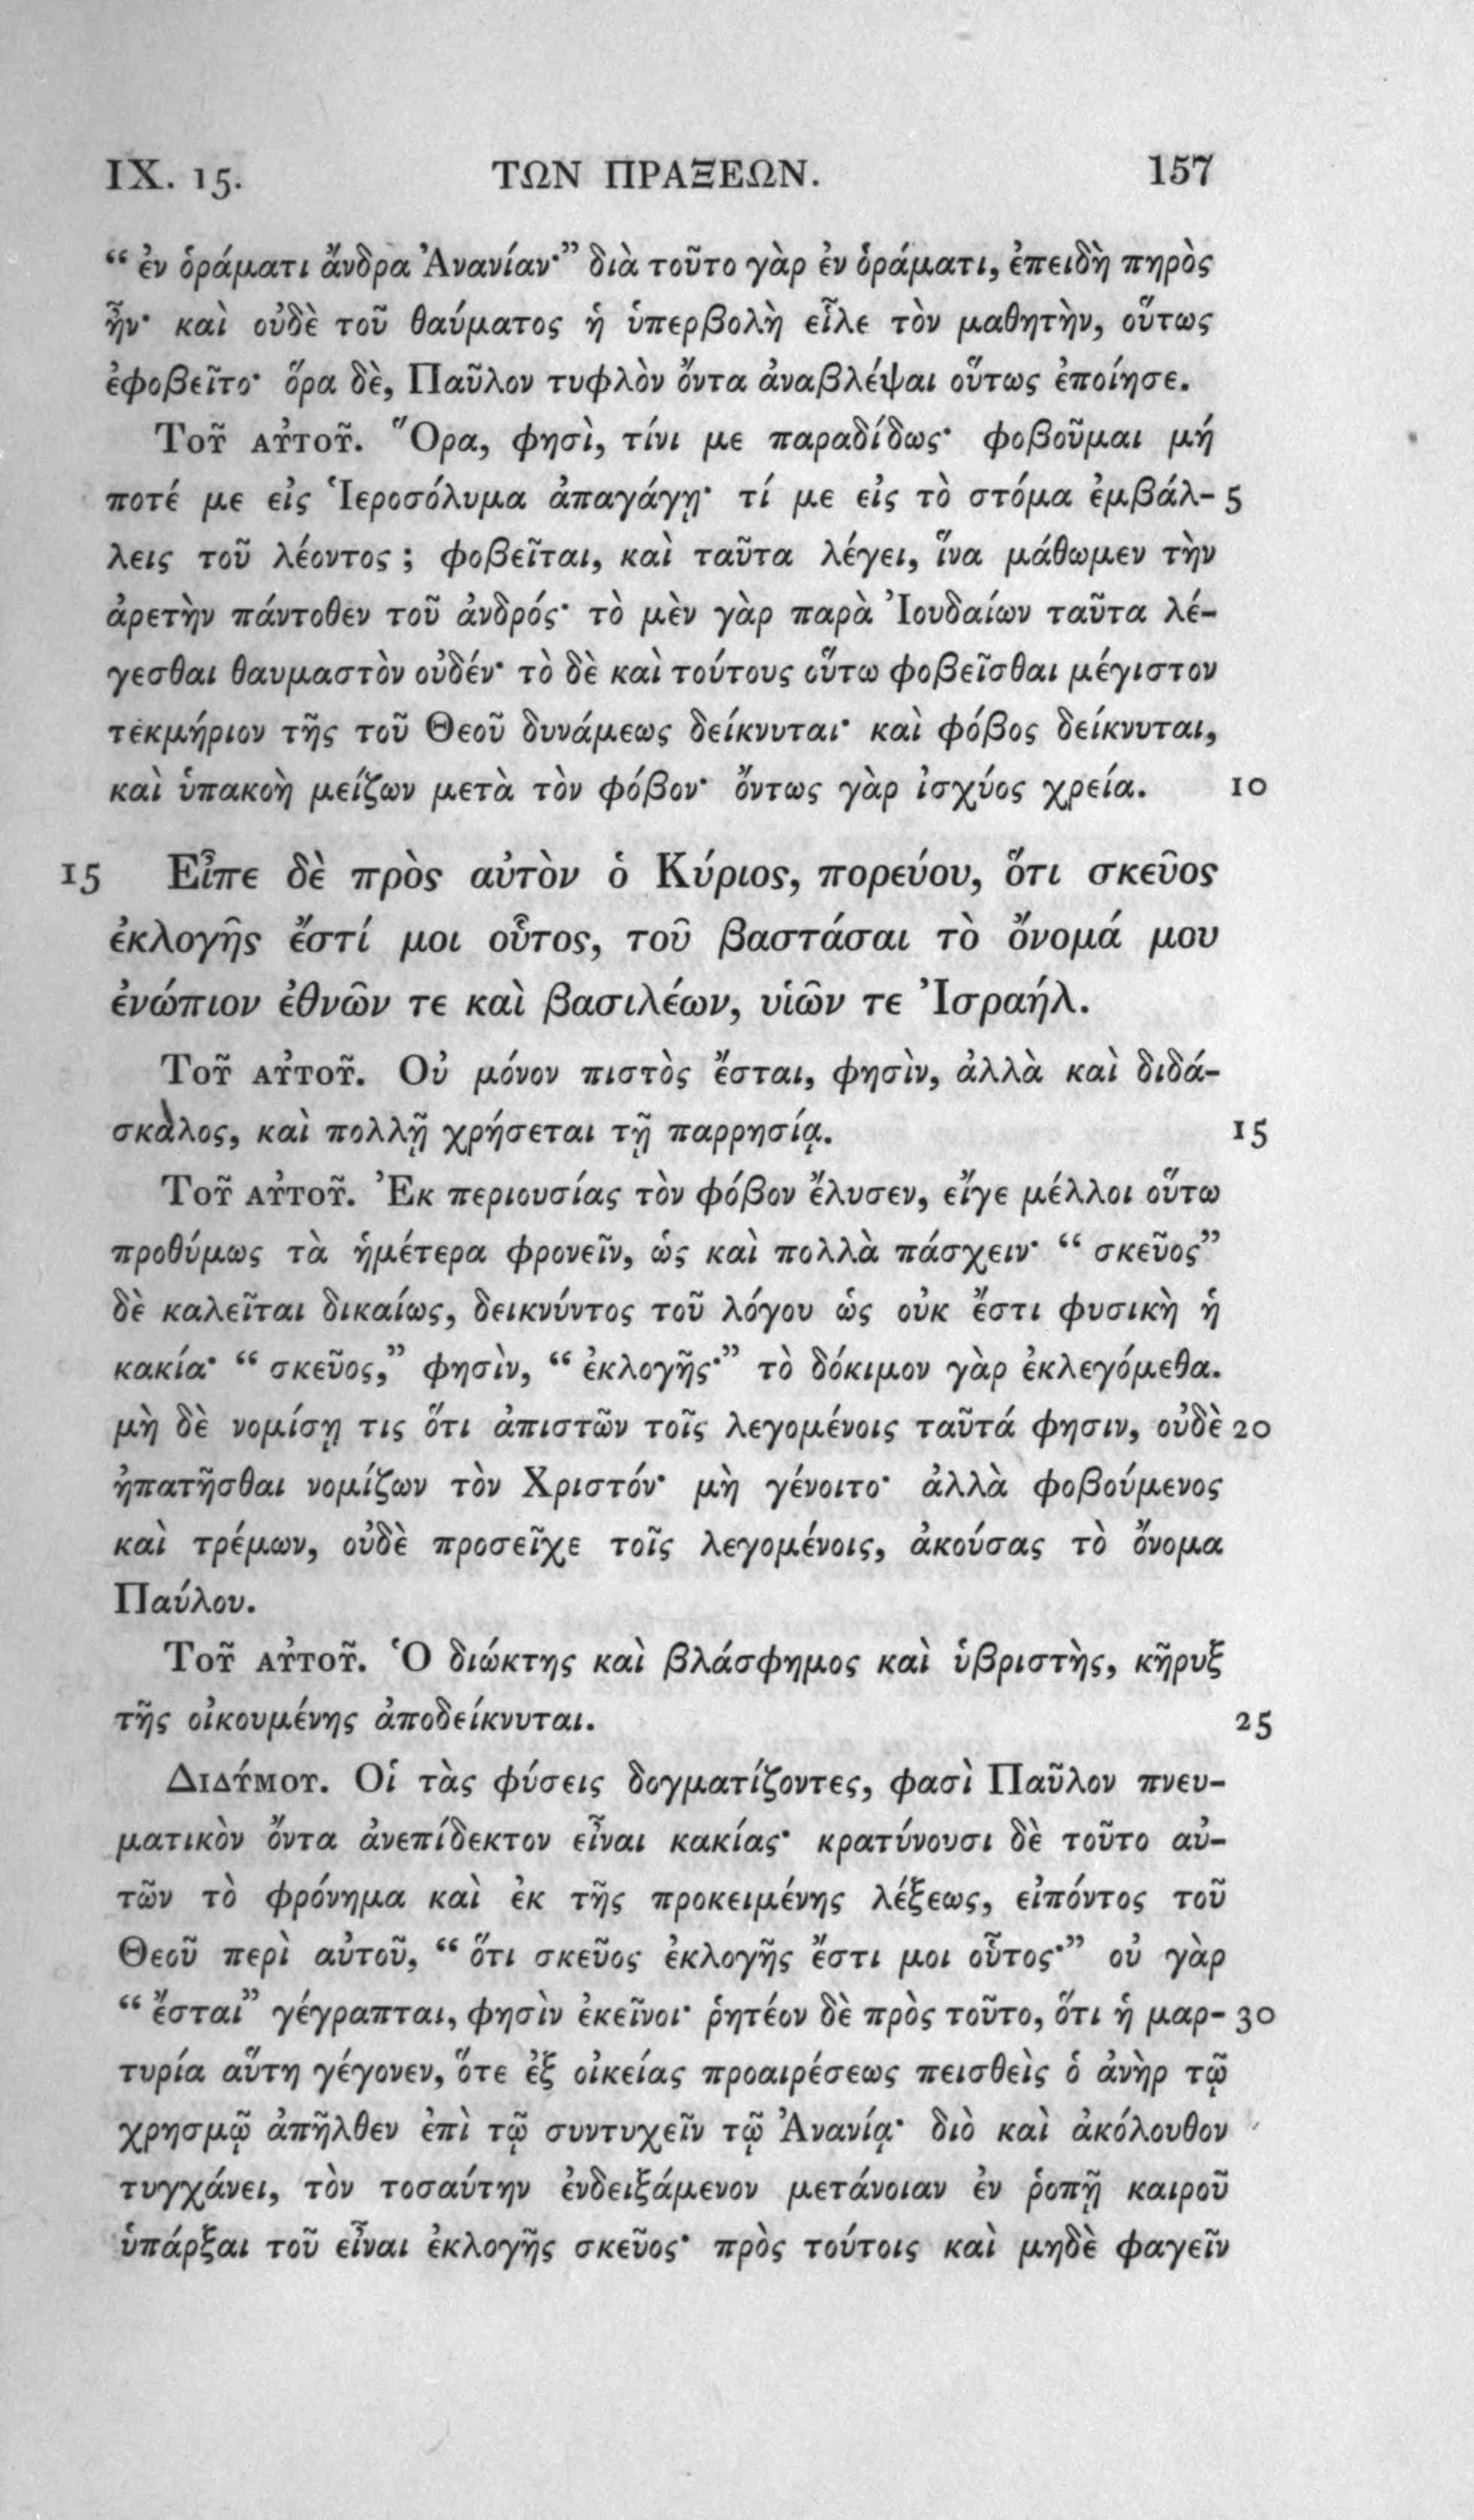 IX. 15. ΤΩΝ ΠΡΑΞΕΩΝ. 157
“ ἐν ὁράματι ἄνδρα Ἀνανίαν·” διὰ τοῦτο γὰρ ἐν ὁράματι, ἐπειδὴ πηρὸς
ἦν· καὶ οὐδὲ τοῦ θαύματος ἡ ὑπερβολὴ εἷλε τὸν μαθητὴν, οὕτως
ἐφοβεῖτο· ὅρα δὲ, Παῦλον τυφλὸν ὄντα ἀναβλέψαι οὕτως ἐποίησε.
Τοῦ αὐτοῦ. Ὅρα, φησὶ, τίνι με παραδίδως· φοβοῦμαι μή
ποτέ με εἰς Ἱεροσόλυμα ἀπαγάγῃ· τί με εἰς τὸ στόμα ἐμβάλ- 5
λεις τοῦ λέοντος ; φοβεῖται, καὶ ταῦτα λέγει, ἵνα μάθωμεν τὴν
ἀρετὴν πάντοθεν τοῦ ἀνδρός· τὸ μὲν γὰρ παρὰ Ἰουδαίων ταῦτα λέ-
γεσθαι θαυμαστὸν οὐδέν· τὸ δὲ καὶ τούτους οὕτω φοβεῖσθαι μέγιστον
τεκμήριον τῆς τοῦ Θεοῦ δυνάμεως δείκνυται· καὶ φόβος δείκνυται,
καὶ ὑπακοὴ μείζων μετὰ τὸν φόβον· ὄντως γὰρ ἰσχύος χρεία. 10
15 Εἶπε δὲ πρὸς αὐτὸν ὁ Κύριος, πορεύου, ὅτι σκεῦος
ἐκλογῆς ἔστί μοι οὗτος, τοῦ βαστάσαι τὸ ὄνομά μου
ἐνώπιον ἐθνῶν τε καὶ βασιλέων, υἱῶν τε Ἰσραήλ.
Τοῦ αὐτοῦ. Οὐ μόνον πιστὸς ἔσται, φησὶν, ἀλλὰ καὶ διδά-
σκαλος, καὶ πολλῇ χρήσεται τῇ παρρησίᾳ. 15
Τοῦ αὐτοῦ. Ἐκ περιουσίας τὸν φόβον ἔλυσεν, εἴγε μέλλοι οὕτω
προθύμως τὰ ἡμέτερα φρονεῖν, ὡς καὶ πολλὰ πάσχειν· “ σκεῦος”
δὲ καλεῖται δικαίως, δεικνύντος τοῦ λόγου ὡς οὐκ ἔστι φυσικὴ ἡ
κακία· “ σκεῦος,” φησὶν, “ ἐκλογῆς·” τὸ δόκιμον γὰρ ἐκλεγόμεθα.
μὴ δὲ νομίσῃ τις ὅτι ἀπιστῶν τοῖς λεγομένοις ταῦτά φησιν, οὐδὲ 20
ἠπατῆσθαι νομίζων τὸν Χριστόν· μὴ γένοιτο· ἀλλὰ φοβούμενος
καὶ τρέμων, οὐδὲ προσεῖχε τοῖς λεγομένοις, ἀκούσας τὸ ὄνομα
Παύλου.
Τοῦ αὐτοῦ. Ὁ διώκτης καὶ βλάσφημος καὶ ὑβριστὴς, κῆρυξ
τῆς οἰκουμένης ἀποδείκνυται. 25
Διδύμου. Οἱ τὰς φύσεις δογματίζοντες, φασὶ Παῦλον πνευ-
ματικὸν ὄντα ἀνεπίδεκτον εἶναι κακίας· κρατύνουσι δὲ τοῦτο αὐ-
τῶν τὸ φρόνημα καὶ ἐκ τῆς προκειμένης λέξεως, εἰπόντος τοῦ
Θεοῦ περὶ αὐτοῦ, “ ὅτι σκεῦος ἐκλογῆς ἔστι μοι οὗτος·” οὐ γὰρ
“ ἔσται” γέγραπται, φησὶν ἐκεῖνοι· ῥητέον δὲ πρὸς τοῦτο, ὅτι ἡ μαρ- 30
τυρία αὕτη γέγονεν, ὅτε ἐξ οἰκείας προαιρέσεως πεισθεὶς ὁ ἀνὴρ τῷ
χρησμῷ ἀπῆλθεν ἐπὶ τῷ συντυχεῖν τῷ Ἀνανίᾳ· διὸ καὶ ἀκόλουθον
τυγχάνει, τὸν τοσαύτην ἐνδειξάμενον μετάνοιαν ἐν ῥοπῇ καιροῦ
ὑπάρξαι τοῦ εἶναι ἐκλογῆς σκεῦος· πρὸς τούτοις καὶ μηδὲ φαγεῖν